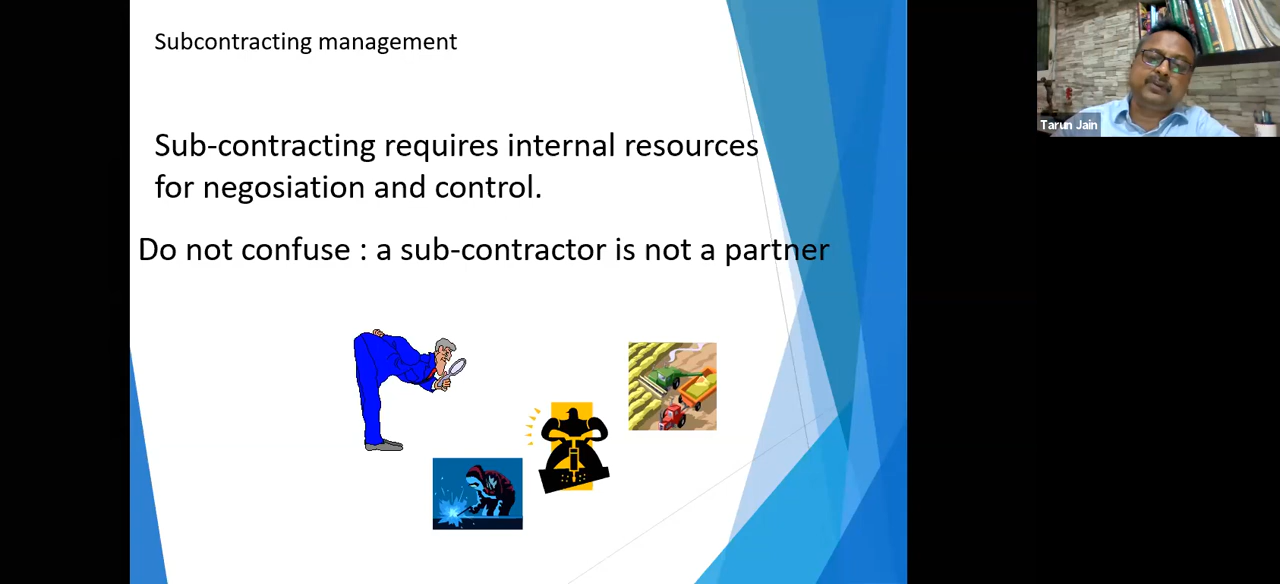 Subcontracting management
Sub-contracting requires internal resources
for negosiation and control.
Do not confuse : a sub-contractor is not a partner
Tarun Jain